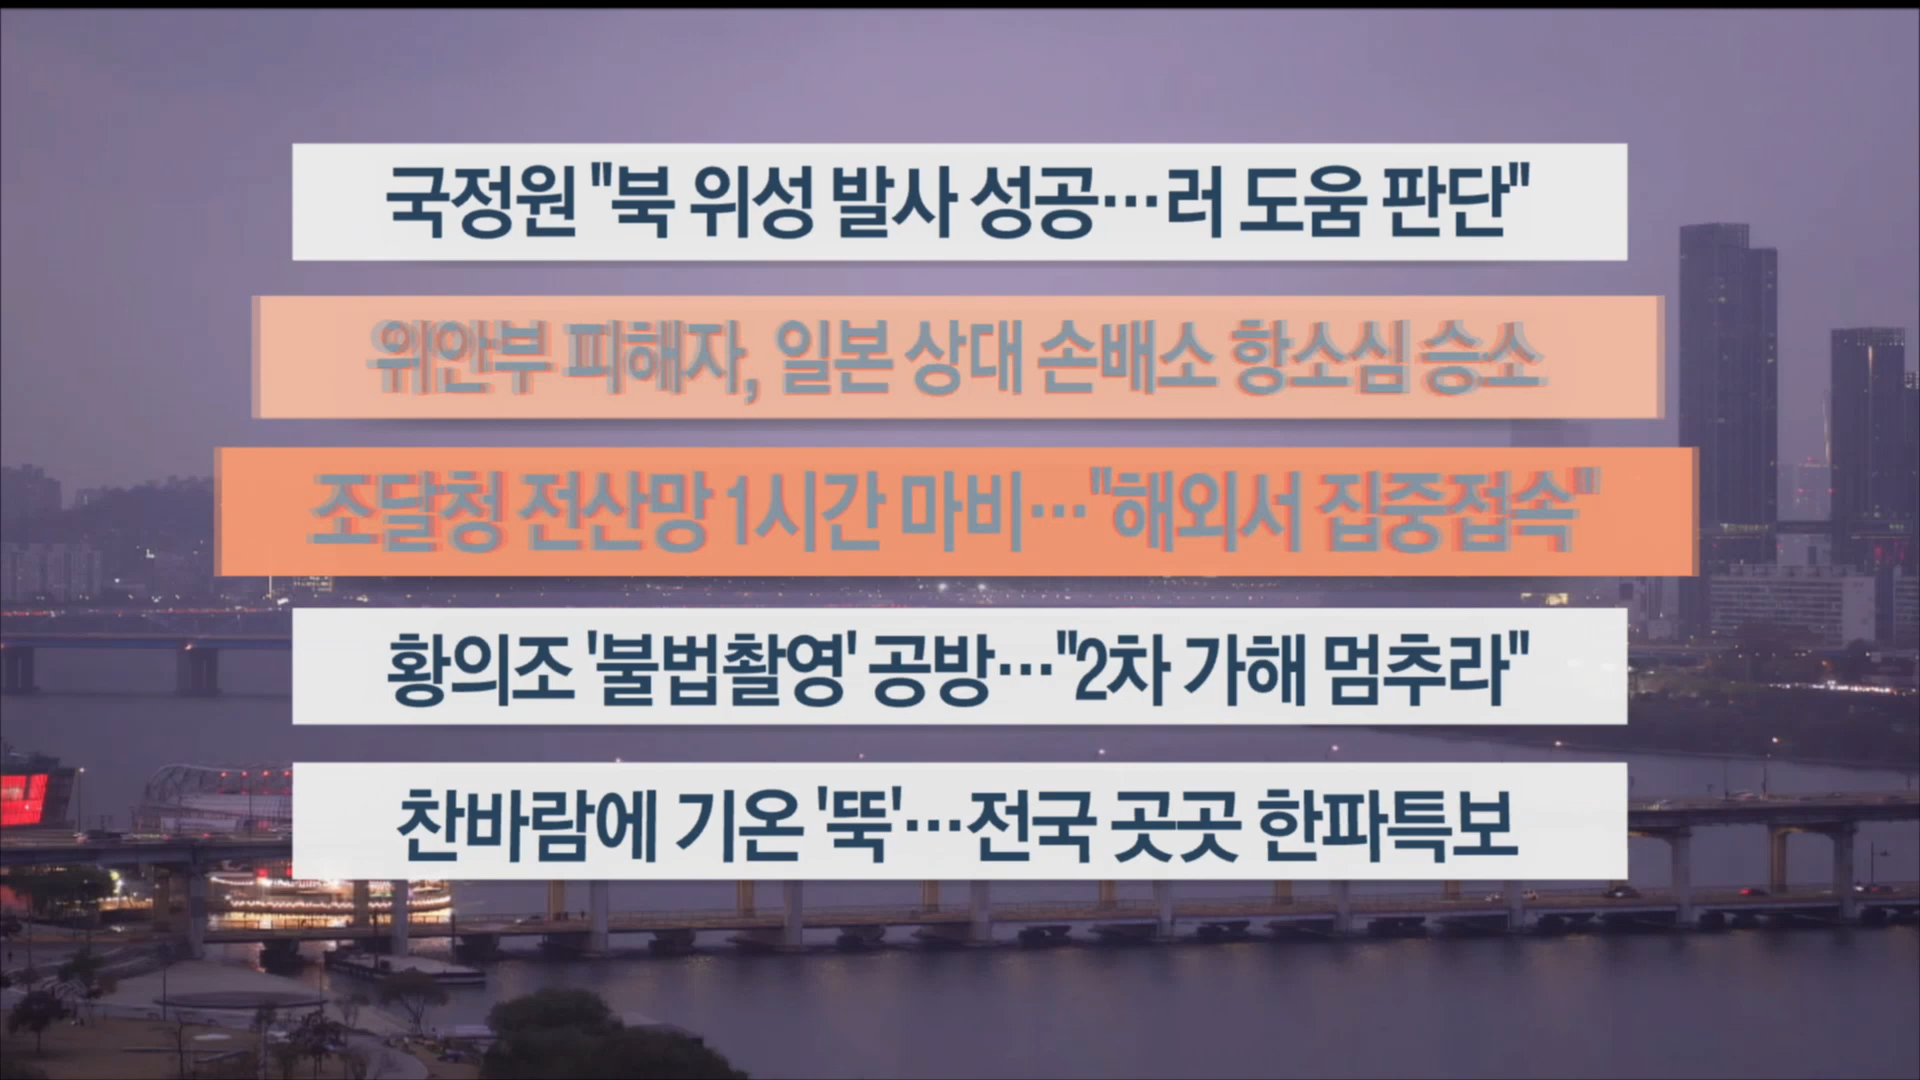 국정원 "북 위성 발사 성공…러 도움 판단"
위안부 피해자, 일본 상대 손배소 항소심 승소
조달청 전산망 1시간 마비…"해외서 집중접속"
황의조 '불법촬영' 공방…"2차 가해 멈추라"
찬바람에 기온 '뚝'…전국 곳곳 한파특보